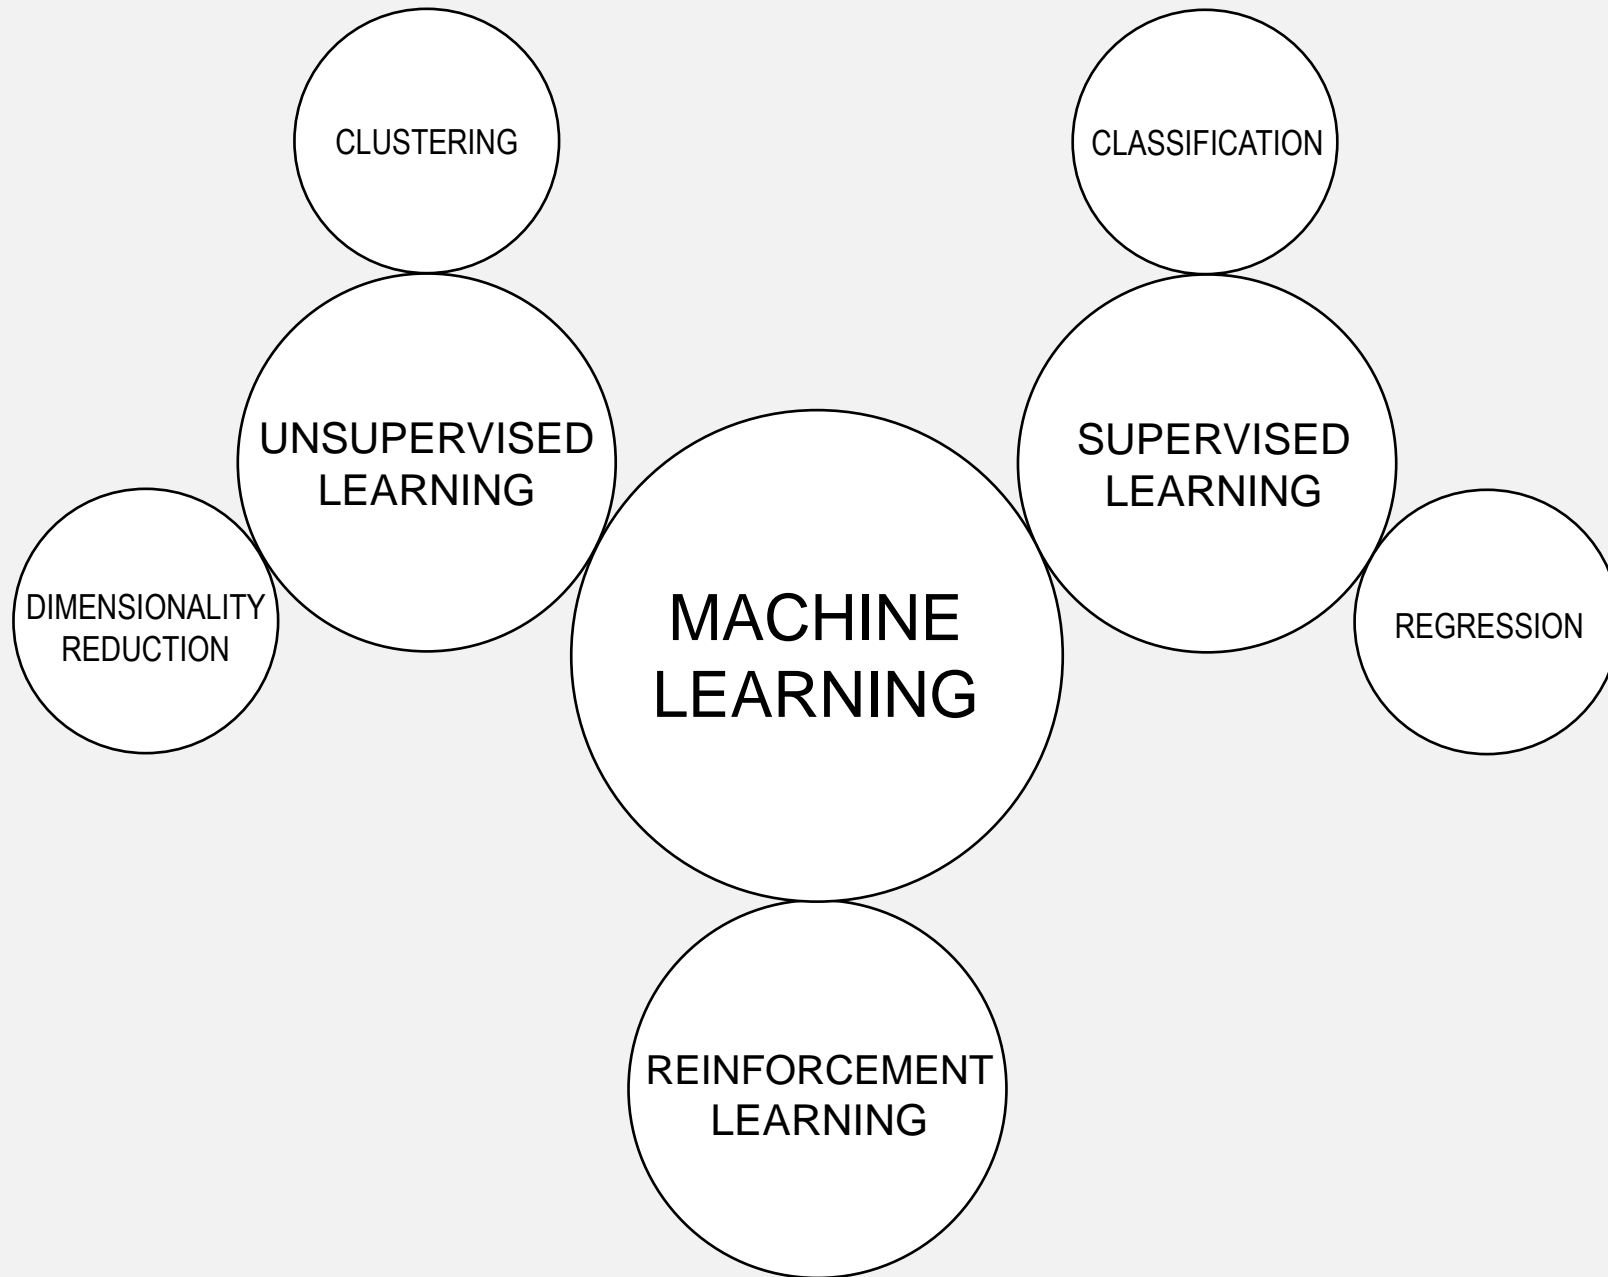 CLUSTERING
CLASSIFICATION
UNSUPERVISED
LEARNING
SUPERVISED
LEARNING
DIMENSIONALITY
REDUCTION
MACHINE
LEARNING
REGRESSION
REINFORCEMENT
LEARNING